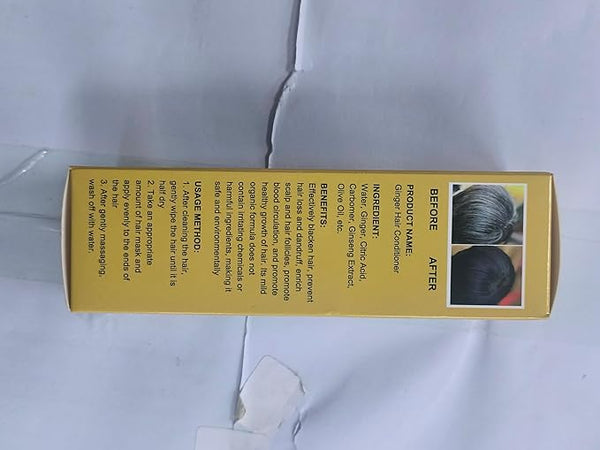 BEFORE AFTER
PRODUCT NAME:
Ginger Hair Conditioner
INGREDIENT:
Water, Ginger, Citric Acid,
Carbomer, Ginseng Extract,
Olive Oil, etc.
BENEFITS:
Effectively blacken hair, prevent
hair loss and dandruff, enrich
scalp and hair follicles, promote
blood circulation, and promote
healthy growth of hair. Its mild
organic formula does not
contain irritating chemicals or
harmful ingredients, making it
safe and environmentally
USAGE METHOD:
1. After cleaning the hair,
gently wipe the hair until it is
half dry
2. Take an appropriate
amount of hair mask and
apply evenly to the ends of
the hair
3. After gently massaging,
wash off with water.